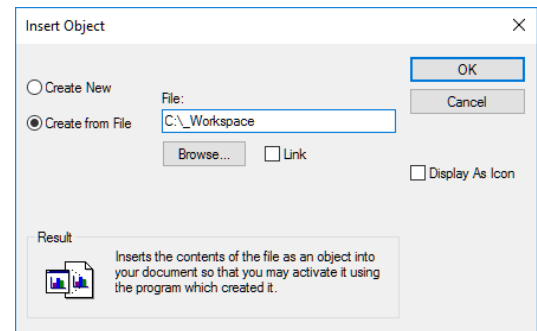 Insert Object
Create New
Create from File
File:
C:\_Workspace
Browse...
Link
OK
Cancel
Display As Icon
Result
Inserts the contents of the file as an object into
your document so that you may activate it using
the program which created it.